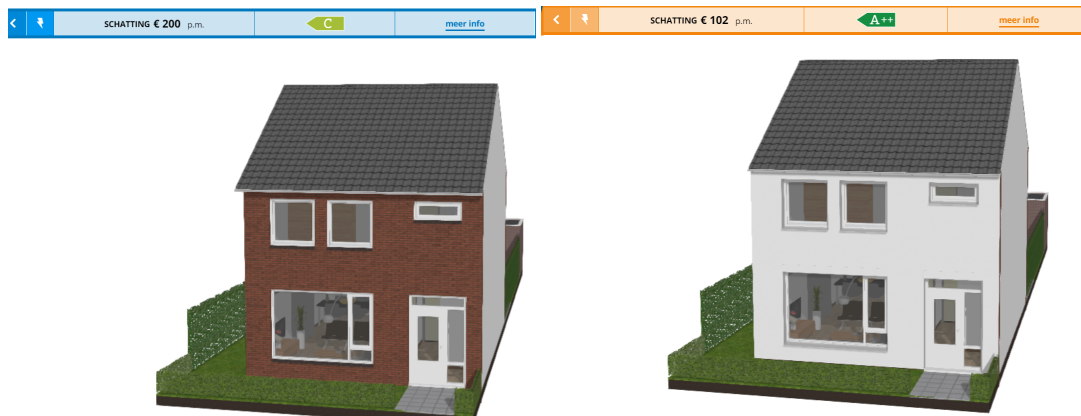 SCHATTING € 200 p.m. C meer info
SCHATTING € 102 p.m. A++ meer info